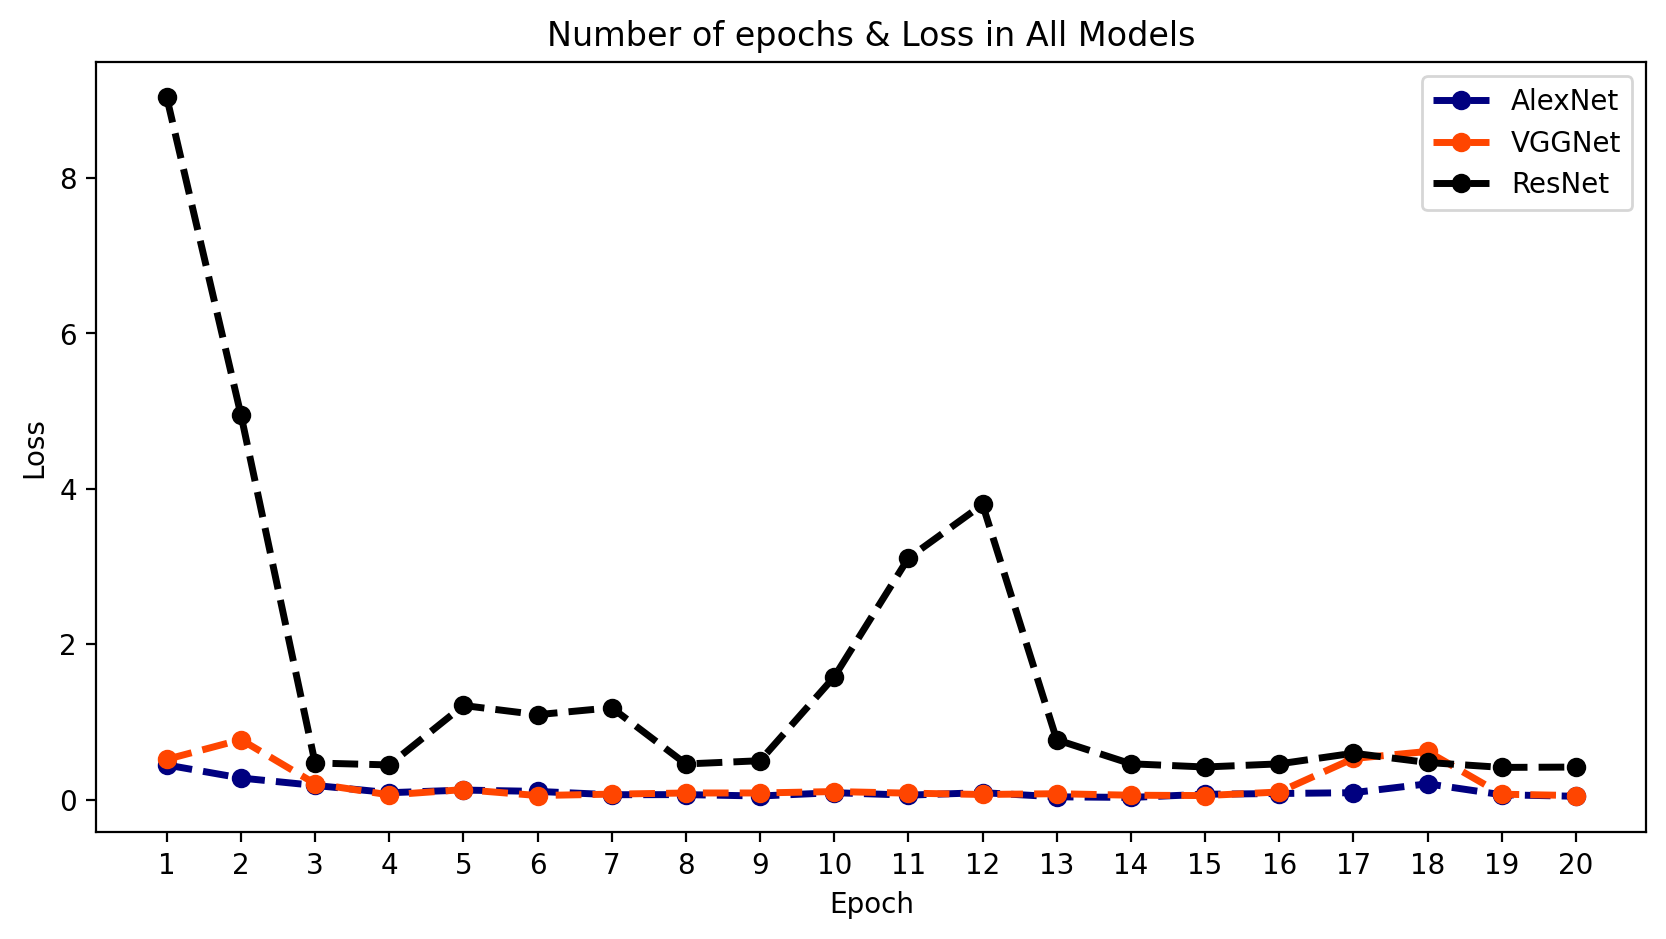 Number of epochs & Loss in All Models
AlexNet
VGGNet
ResNet
Loss
8
6
4
2
0
1 2 3 4 5 6 7 8 9 10 11 12 13 14 15 16 17 18 19 20
Epoch